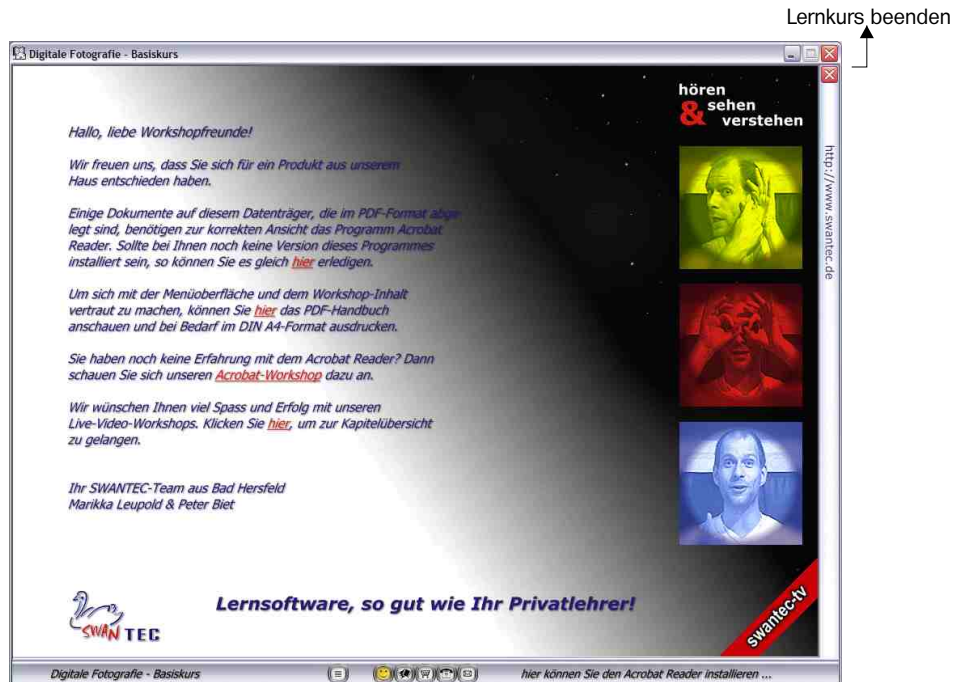 Lernkurs beenden
Digitale Fotografie - Basiskurs
hören
& sehen
verstehen
Hallo, liebe Workshopfreunde!
Wir freuen uns, dass Sie sich für ein Produkt aus unserem
Haus entschieden haben.
Einige Dokumente auf diesem Datenträger, die im PDF-Format abge-
legt sind, benötigen zur korrekten Ansicht das Programm Acrobat
Reader. Sollte bei Ihnen noch keine Version dieses Programmes
installiert sein, so können Sie es gleich hier erledigen.
Um sich mit der Menüoberfläche und dem Workshop-Inhalt
vertraut zu machen, können Sie hier das PDF-Handbuch
anschauen und bei Bedarf im DIN A4-Format ausdrucken.
Sie haben noch keine Erfahrung mit dem Acrobat Reader? Dann
schauen Sie sich unseren Acrobat-Workshop dazu an.
Wir wünschen Ihnen viel Spass und Erfolg mit unseren
Live-Video-Workshops. Klicken Sie hier, um zur Kapitelübersicht
zu gelangen.
Ihr SWANTEC-Team aus Bad Hersfeld
Marikka Leupold & Peter Biet
http://www.swantec.de
SWANTEC
Lernsoftware, so gut wie Ihr Privatlehrer!
swantec-tv
Digitale Fotografie - Basiskurs
hier können Sie den Acrobat Reader installieren ...